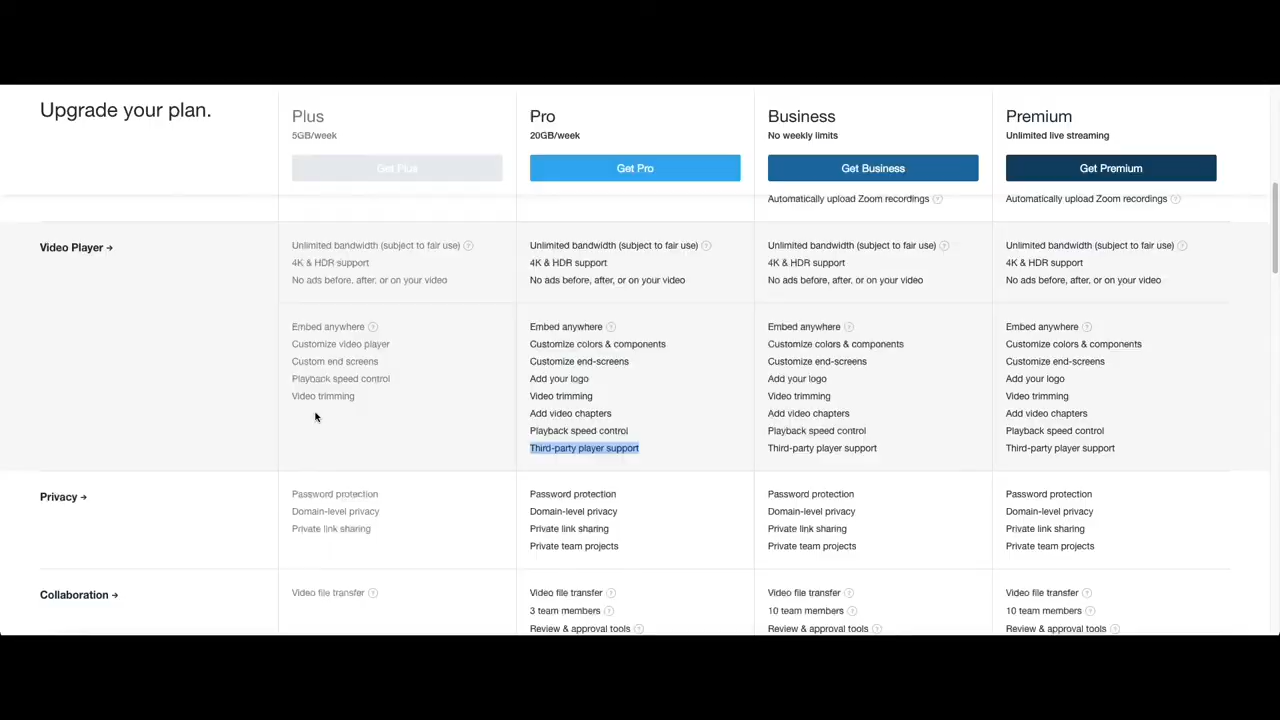 Upgrade your plan.
Plus
5GB/week
Get Plus
Pro
20GB/week
Get Pro
Business
No weekly limits
Get Business
Premium
Unlimited live streaming
Get Premium
Automatically upload Zoom recordings ?
Automatically upload Zoom recordings ?
Video Player →
Unlimited bandwidth (subject to fair use) ?
4K & HDR support
No ads before, after, or on your video
Unlimited bandwidth (subject to fair use) ?
4K & HDR support
No ads before, after, or on your video
Unlimited bandwidth (subject to fair use) ?
4K & HDR support
No ads before, after, or on your video
Unlimited bandwidth (subject to fair use) ?
4K & HDR support
No ads before, after, or on your video
Embed anywhere ?
Customize video player
Custom end screens
Playback speed control
Video trimming
Embed anywhere ?
Customize colors & components
Customize end-screens
Add your logo
Video trimming
Add video chapters
Playback speed control
Third-party player support
Embed anywhere ?
Customize colors & components
Customize end-screens
Add your logo
Video trimming
Add video chapters
Playback speed control
Third-party player support
Embed anywhere ?
Customize colors & components
Customize end-screens
Add your logo
Video trimming
Add video chapters
Playback speed control
Third-party player support
Privacy →
Password protection
Domain-level privacy
Private link sharing
Password protection
Domain-level privacy
Private link sharing
Private team projects
Password protection
Domain-level privacy
Private link sharing
Private team projects
Password protection
Domain-level privacy
Private link sharing
Private team projects
Collaboration →
Video file transfer ?
Video file transfer ?
3 team members ?
Review & approval tools ?
Video file transfer ?
10 team members ?
Review & approval tools ?
Video file transfer ?
10 team members ?
Review & approval tools ?